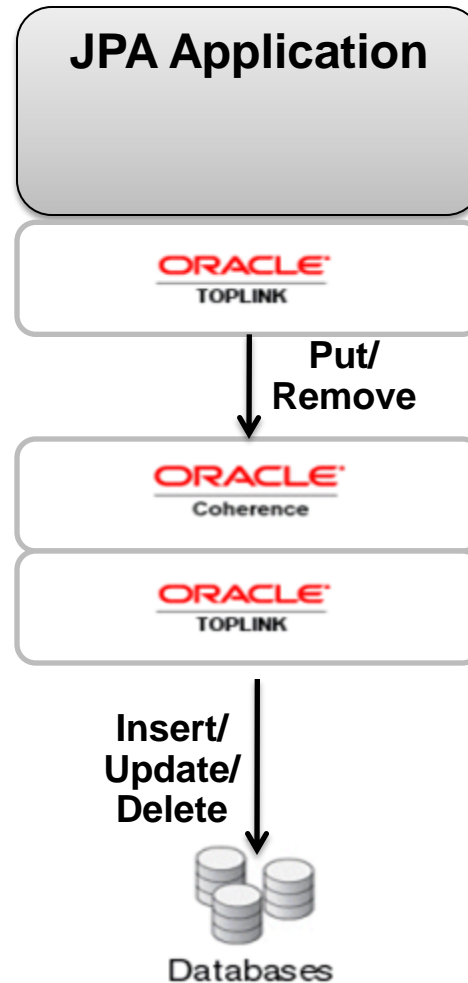 JPA Application
ORACLE
TOPLINK
Put/
Remove
ORACLE
Coherence
ORACLE
TOPLINK
Insert/
Update/
Delete
Databases